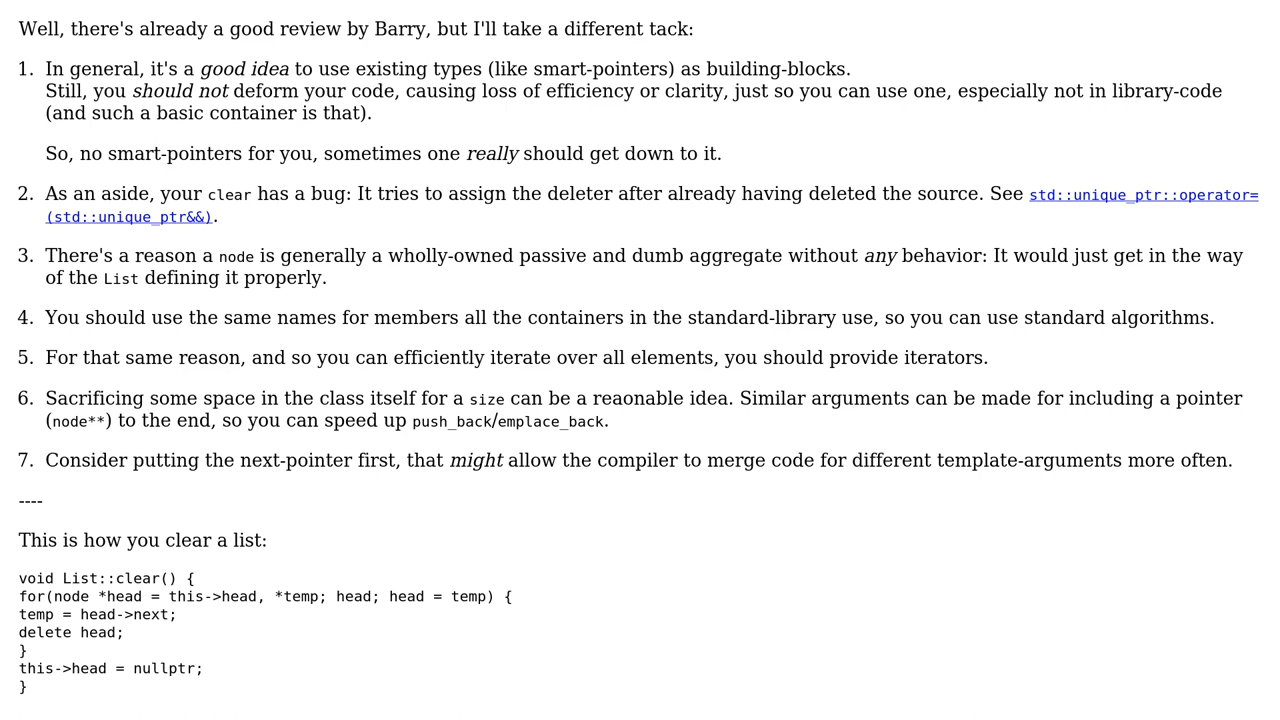 Well, there's already a good review by Barry, but I'll take a different tack:
1. In general, it's a good idea to use existing types (like smart-pointers) as building-blocks.
Still, you should not deform your code, causing loss of efficiency or clarity, just so you can use one, especially not in library-code
(and such a basic container is that).
So, no smart-pointers for you, sometimes one really should get down to it.
2. As an aside, your clear has a bug: It tries to assign the deleter after already having deleted the source. See std::unique_ptr::operator=
(std::unique_ptr&&).
3. There's a reason a node is generally a wholly-owned passive and dumb aggregate without any behavior: It would just get in the way
of the List defining it properly.
4. You should use the same names for members all the containers in the standard-library use, so you can use standard algorithms.
5. For that same reason, and so you can efficiently iterate over all elements, you should provide iterators.
6. Sacrificing some space in the class itself for a size can be a reaonable idea. Similar arguments can be made for including a pointer
(node**) to the end, so you can speed up push_back/emplace_back.
7. Consider putting the next-pointer first, that might allow the compiler to merge code for different template-arguments more often.
----
This is how you clear a list:
void List::clear() {
for(node *head = this->head, *temp; head; head = temp) {
temp = head->next;
delete head;
}
this->head = nullptr;
}